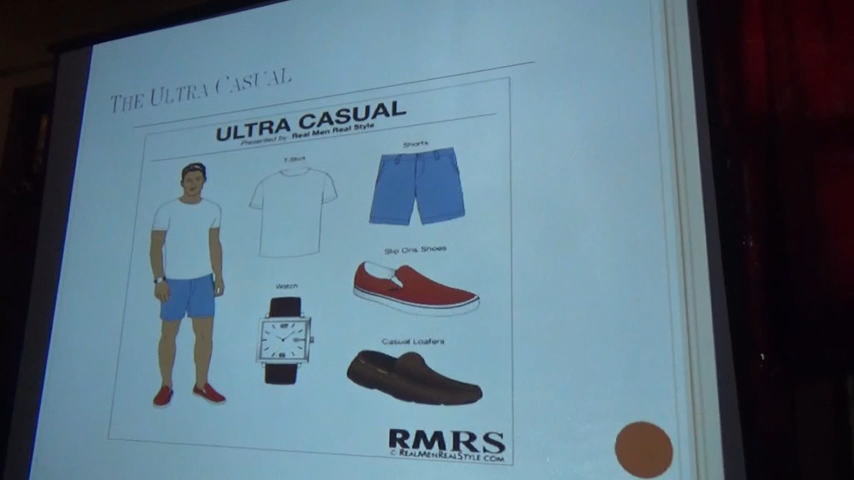 THE ULTRA CASUAL
ULTRA CASUAL
Presented by Real Men Real Style
T-Shirt
Shorts
Slip Ons Shoes
Watch
Casual Loafers
RMRS
© REALMENREALSTYLE.COM